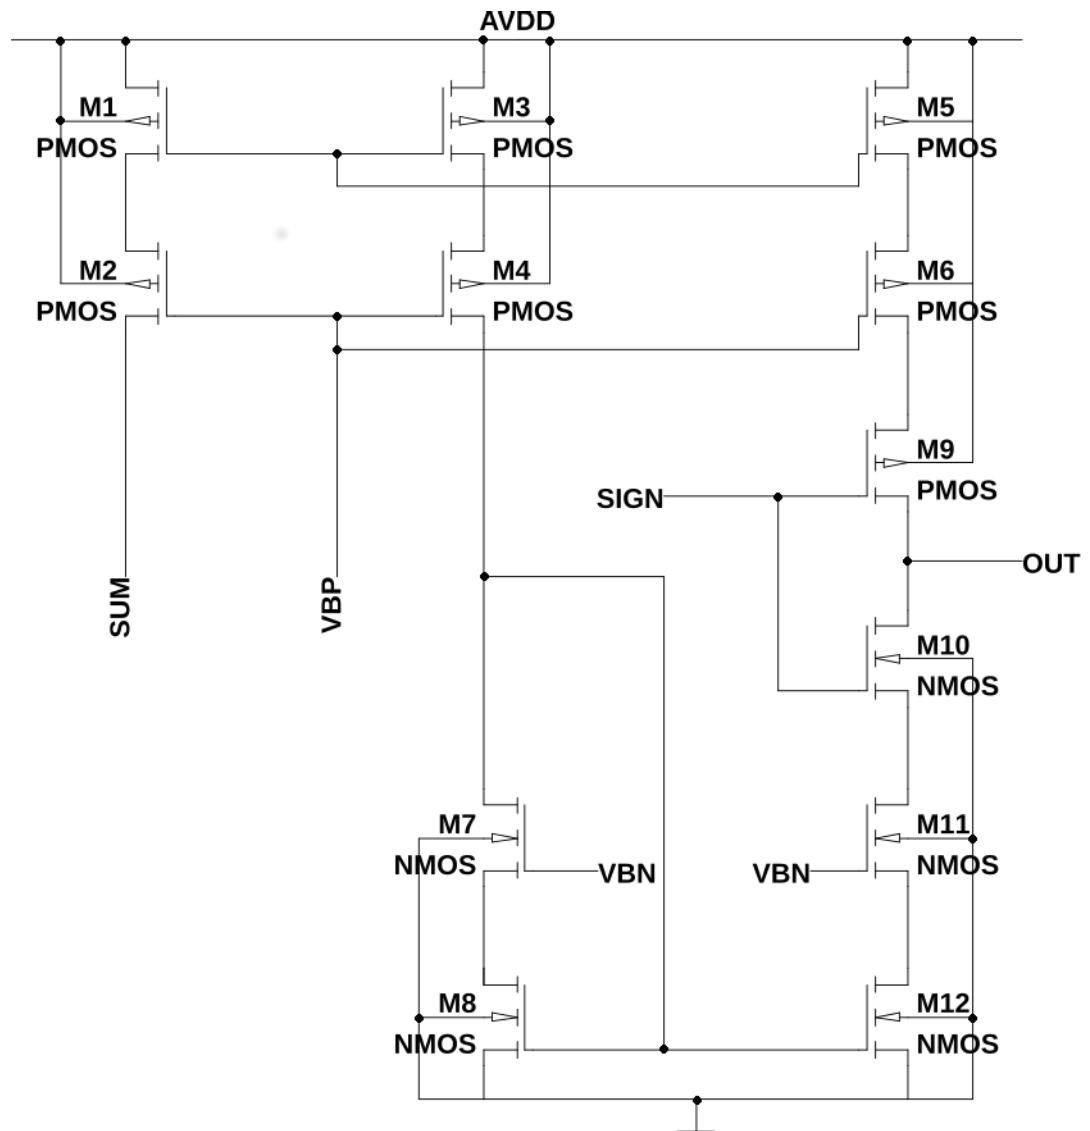 AVDD
M1
M3
M5
PMOS
PMOS
PMOS
M2
M4
M6
PMOS
PMOS
PMOS
M9
SIGN
PMOS
OUT
SUM
VBP
M10
NMOS
M7
M11
NMOS
VBN
VBN
NMOS
M8
M12
NMOS
NMOS